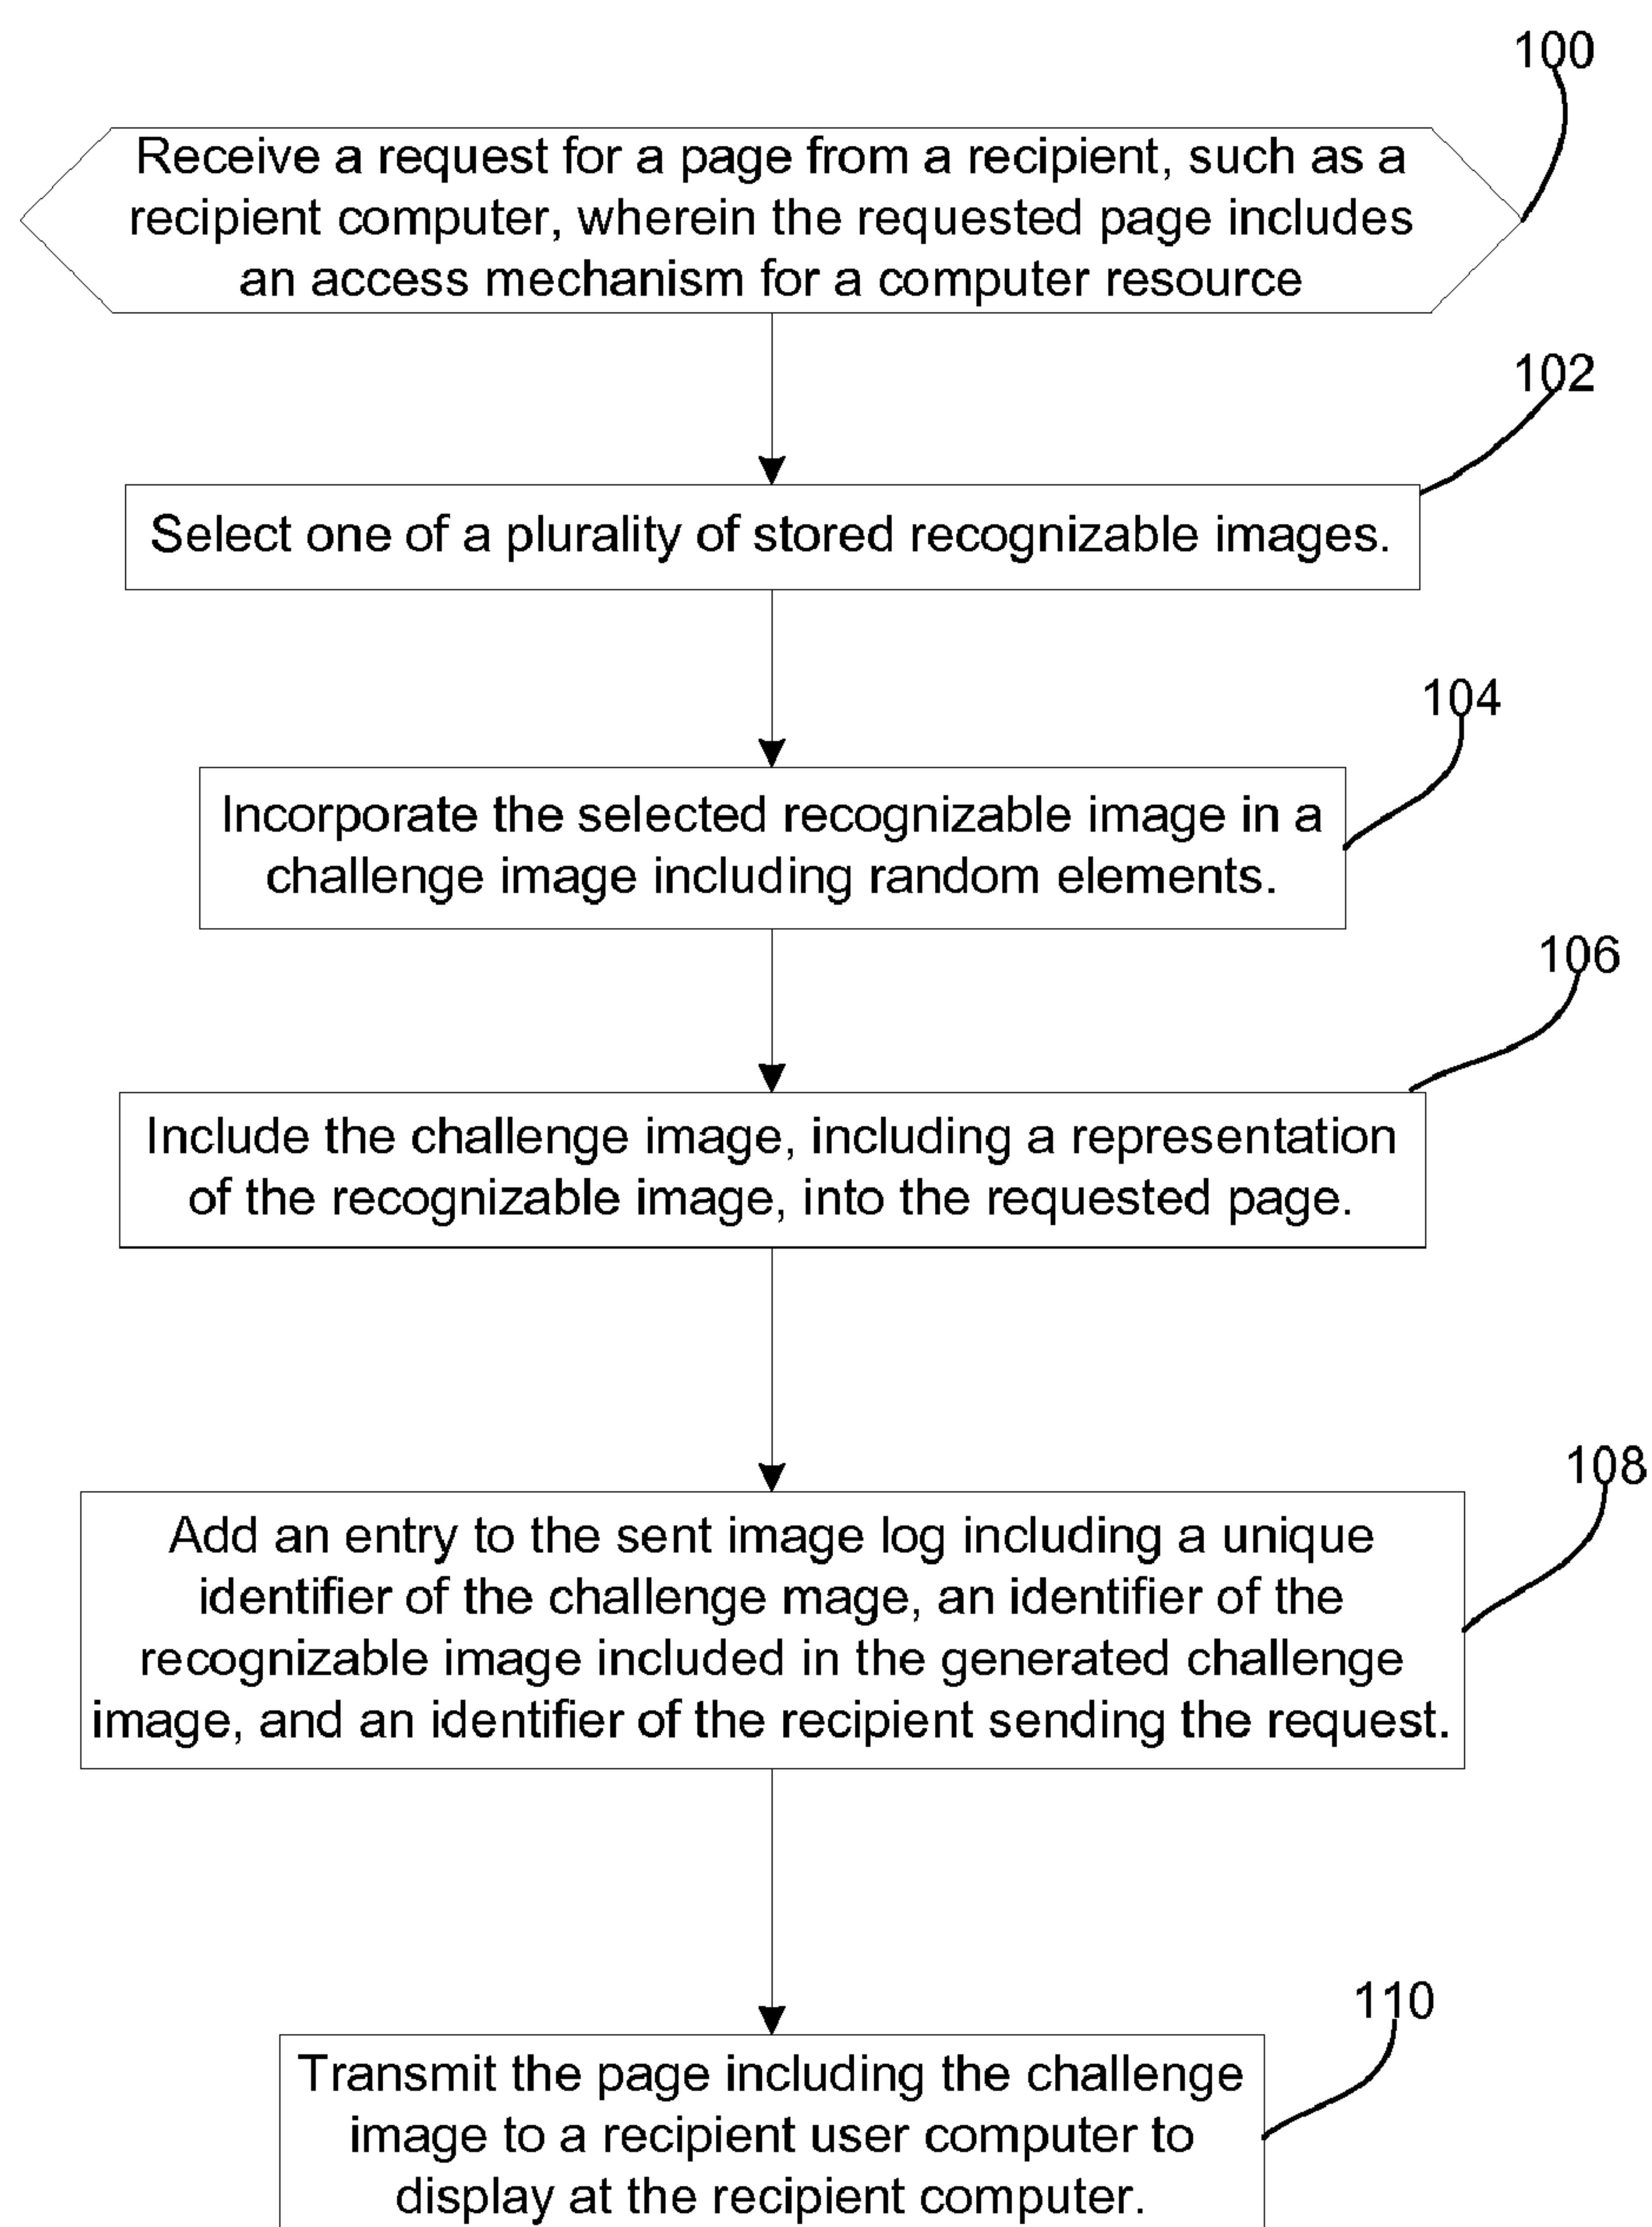 100
Receive a request for a page from a recipient, such as a
recipient computer, wherein the requested page includes
an access mechanism for a computer resource
102
Select one of a plurality of stored recognizable images.
104
Incorporate the selected recognizable image in a
challenge image including random elements.
106
Include the challenge image, including a representation
of the recognizable image, into the requested page.
108
Add an entry to the sent image log including a unique
identifier of the challenge mage, an identifier of the
recognizable image included in the generated challenge
image, and an identifier of the recipient sending the request.
110
Transmit the page including the challenge
image to a recipient user computer to
display at the recipient computer.